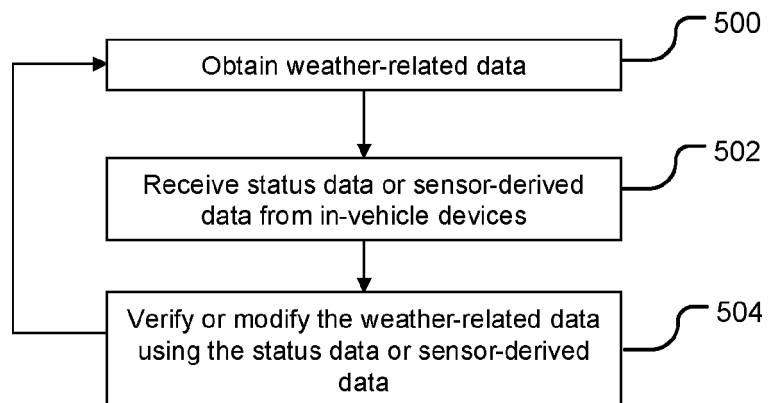 500
Obtain weather-related data
502
Receive status data or sensor-derived
data from in-vehicle devices
504
Verify or modify the weather-related data
using the status data or sensor-derived
data